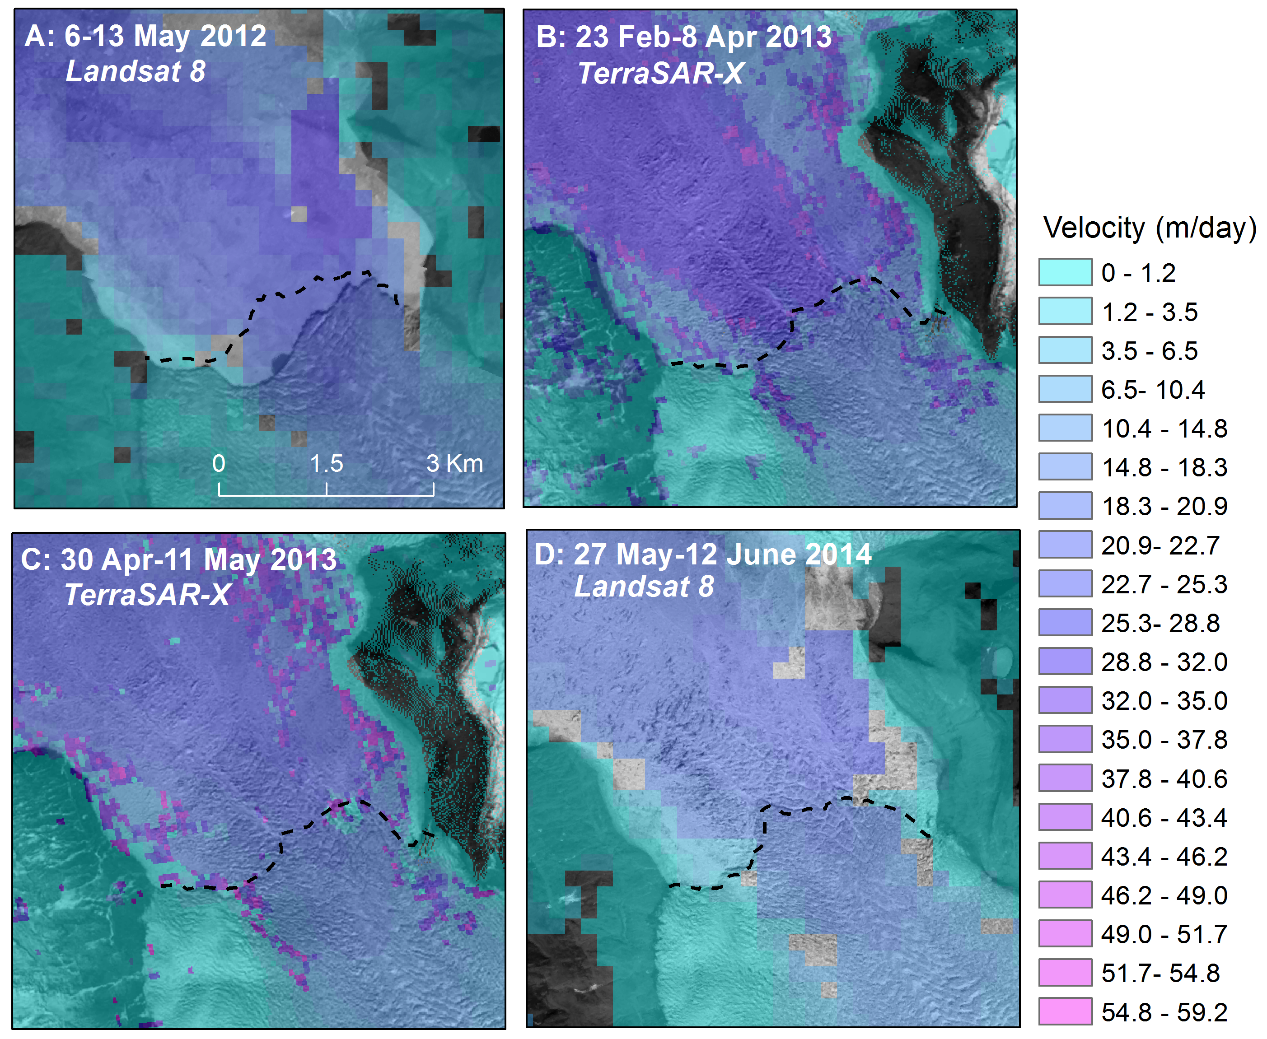 A: 6-13 May 2012
Landsat 8
B: 23 Feb-8 Apr 2013
TerraSAR-X
0 1.5 3 Km
C: 30 Apr-11 May 2013
TerraSAR-X
D: 27 May-12 June 2014
Landsat 8
Velocity (m/day)
0 - 1.2
1.2 - 3.5
3.5 - 6.5
6.5- 10.4
10.4 - 14.8
14.8 - 18.3
18.3 - 20.9
20.9- 22.7
22.7 - 25.3
25.3- 28.8
28.8 - 32.0
32.0 - 35.0
35.0 - 37.8
37.8 - 40.6
40.6 - 43.4
43.4 - 46.2
46.2 - 49.0
49.0 - 51.7
51.7- 54.8
54.8 - 59.2